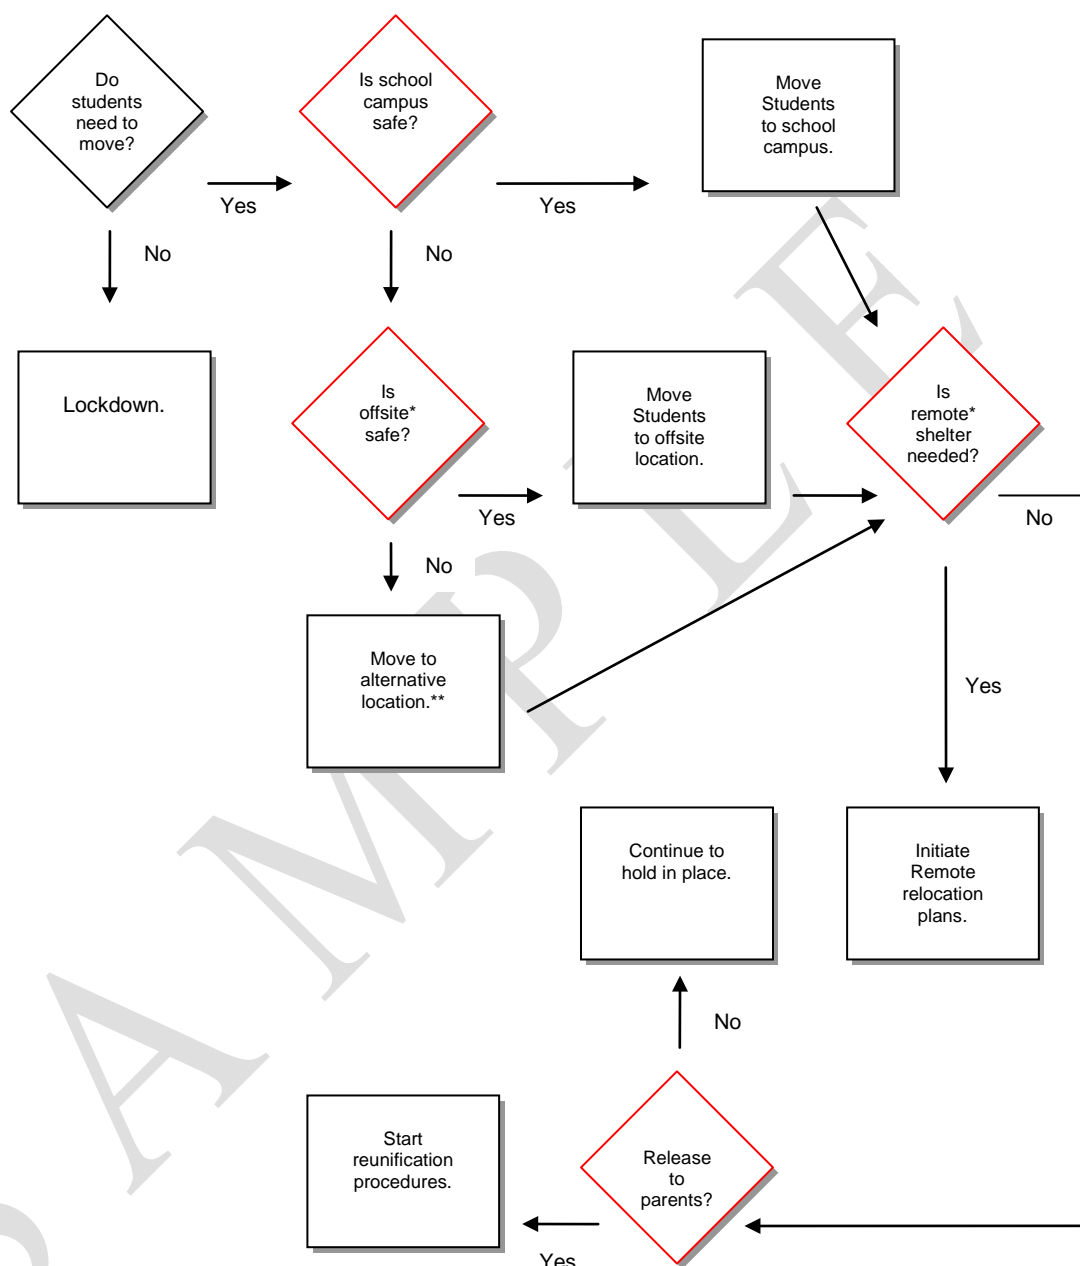 Do
students
need to
move?
Yes
Is school
campus
safe?
Yes
Move
Students
to school
campus.
No
No
Lockdown.
Is
offsite*
safe?
Yes
Move
Students
to offsite
location.
Is
remote*
shelter
needed?
No
No
Move to
alternative
location.**
Yes
Continue to
hold in place.
Initiate
Remote
relocation
plans.
No
Start
reunification
procedures.
Release
to
parents?
Yes
SAMPLE